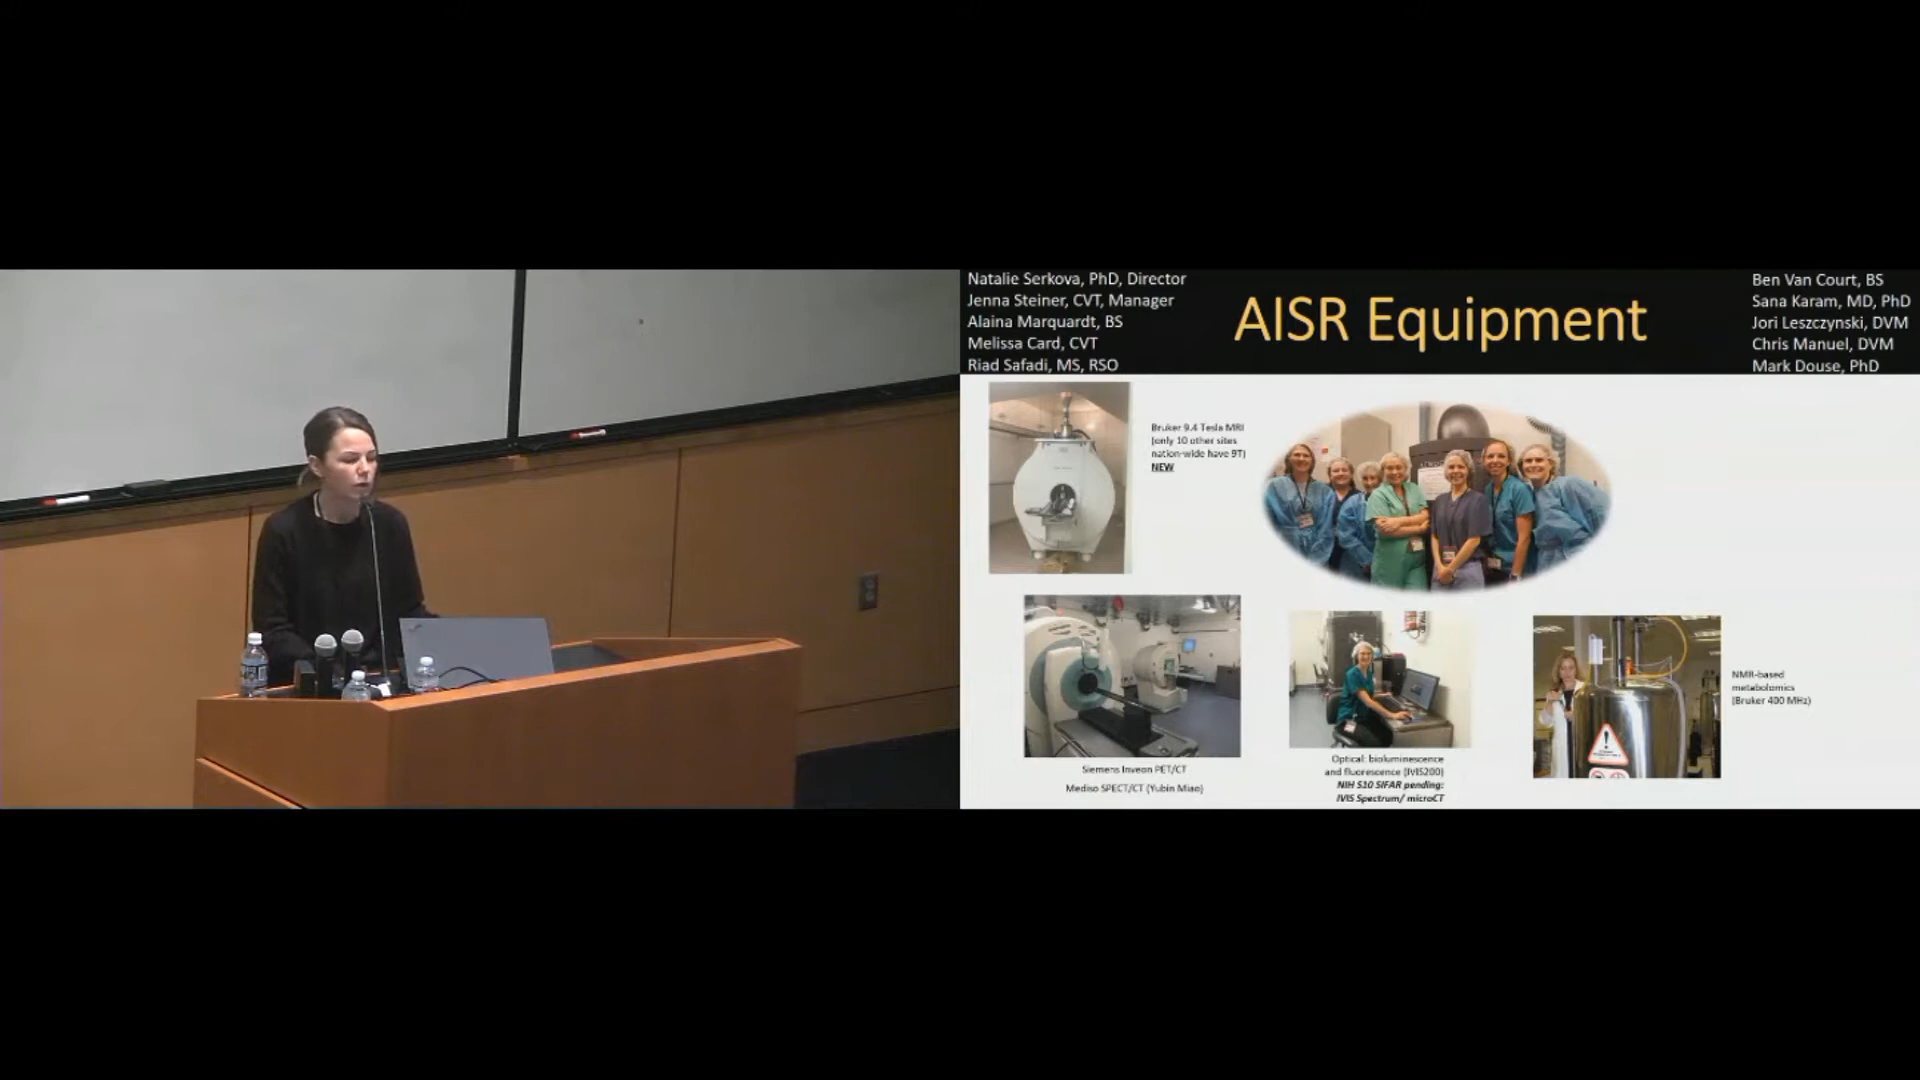 Natalie Serkova, PhD, Director
Jenna Steiner, CVT, Manager
Alaina Marquardt, BS
Melissa Card, CVT
Riad Safadi, MS, RSO
AISR Equipment
Ben Van Court, BS
Sana Karam, MD, PhD
Jori Leszczynski, DVM
Chris Manuel, DVM
Mark Douse, PhD
Bruker 9.4 Tesla MRI
(only 10 other sites
nation-wide have 9T)
NEW
Siemens Inveon PET/CT
Mediso SPECT/CT (Yubin Miao)
Optical: bioluminescence
and fluorescence (IVIS200)
NIH S10 SIFAR pending:
IVIS Spectrum/ microCT
NMR-based
metabolomics
(Bruker 400 MHz)